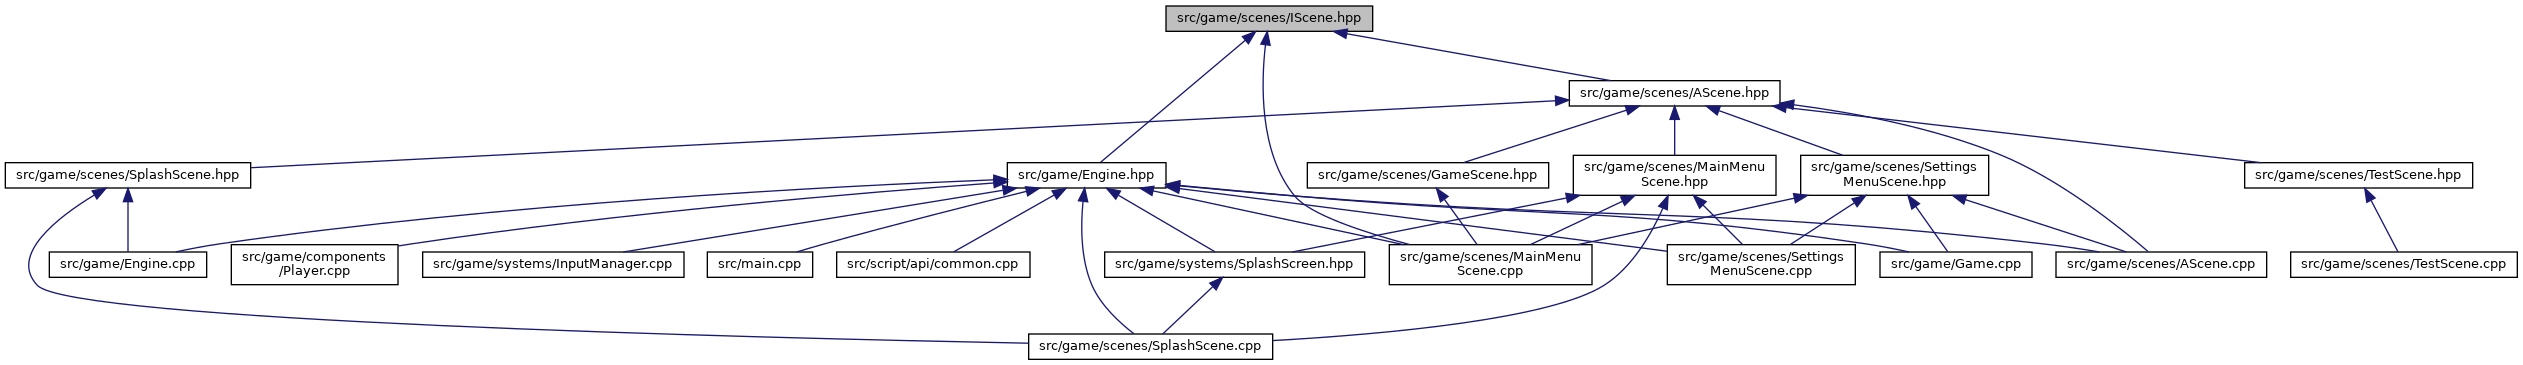 src/game/scenes/IScene.hpp
src/game/scenes/AScene.hpp
src/game/scenes/SplashScene.hpp
src/game/Engine.hpp
src/game/scenes/GameScene.hpp
src/game/scenes/MainMenu
Scene.hpp
src/game/scenes/Settings
MenuScene.hpp
src/game/scenes/TestScene.hpp
src/game/Engine.cpp
src/game/components
/Player.cpp
src/game/systems/InputManager.cpp
src/main.cpp
src/script/api/common.cpp
src/game/systems/SplashScreen.hpp
src/game/scenes/MainMenu
Scene.cpp
src/game/scenes/Settings
MenuScene.cpp
src/game/Game.cpp
src/game/scenes/AScene.cpp
src/game/scenes/TestScene.cpp
src/game/scenes/SplashScene.cpp